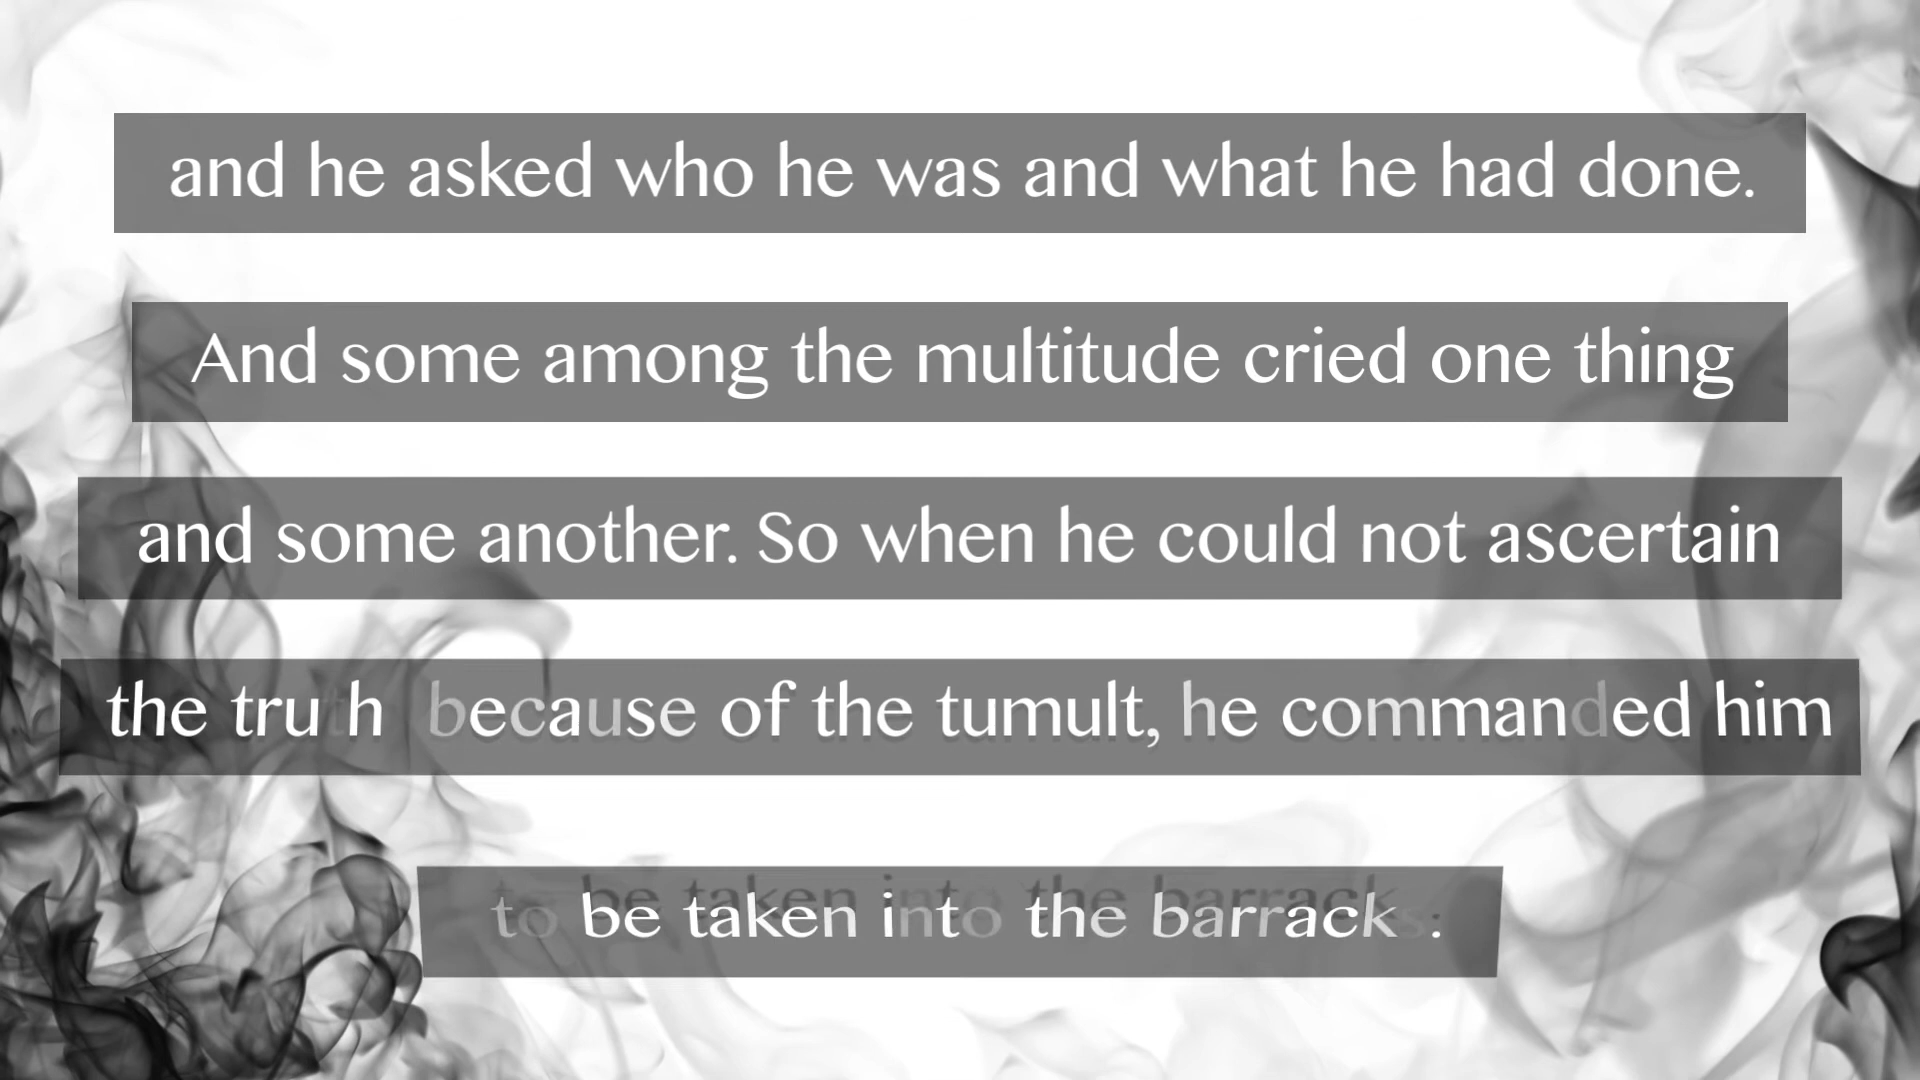 and he asked who he was and what he had done.
And some among the multitude cried one thing
and some another. So when he could not ascertain
the truth because of the tumult, he commanded him
to be taken into the barracks.